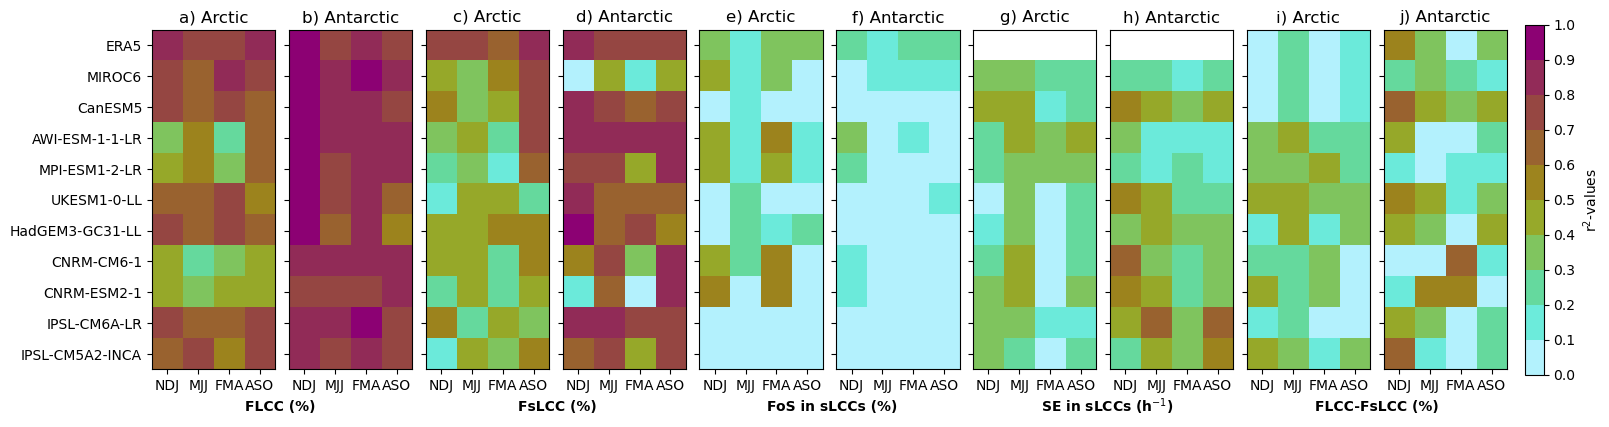 a) Arctic b) Antarctic c) Arctic d) Antarctic e) Arctic f) Antarctic g) Arctic h) Antarctic i) Arctic j) Antarctic
ERA5
MIROC6
CanESM5
AWI-ESM-1-1-LR
MPI-ESM1-2-LR
UKESM1-0-LL
HadGEM3-GC31-LL
CNRM-CM6-1
CNRM-ESM2-1
IPSL-CM6A-LR
IPSL-CM5A2-INCA
NDJ MJJ FMA ASO NDJ MJJ FMA ASO NDJ MJJ FMA ASO NDJ MJJ FMA ASO NDJ MJJ FMA ASO NDJ MJJ FMA ASO NDJ MJJ FMA ASO NDJ MJJ FMA ASO NDJ MJJ FMA ASO NDJ MJJ FMA ASO
FLCC (%) FsLCC (%) FoS in sLCCs (%) SE in sLCCs (h⁻¹) FLCC-FsLCC (%)
1.0
0.9
0.8
0.7
0.6
0.5
0.4
0.3
0.2
0.1
0.0
r²-values